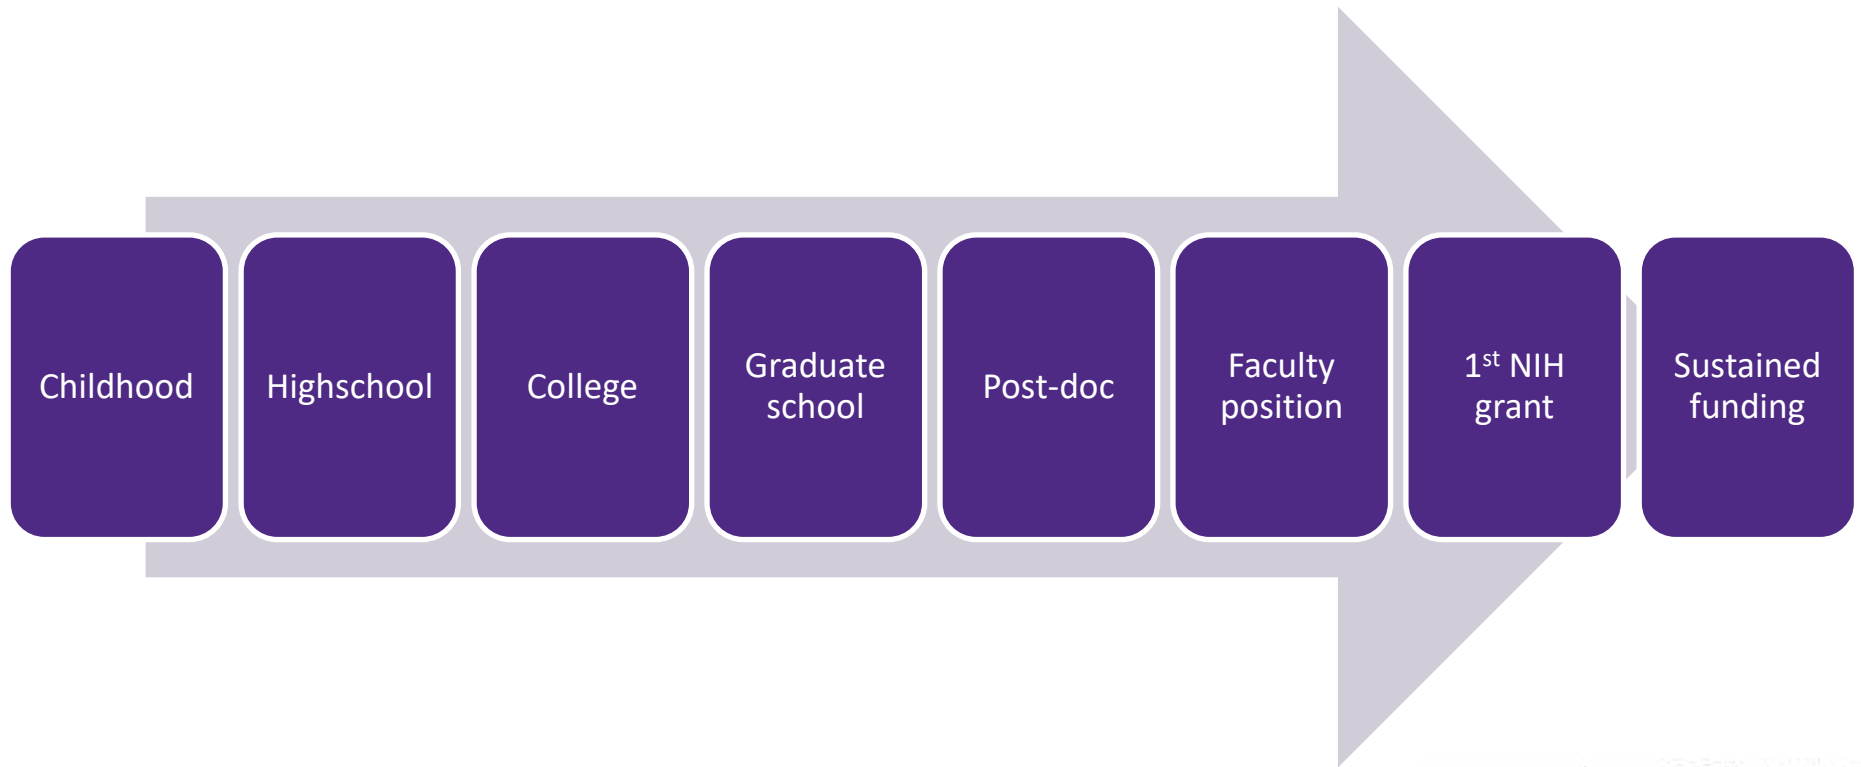 Childhood
Highschool
College
Graduate
school
Post-doc
Faculty
position
1st NIH
grant
Sustained
funding